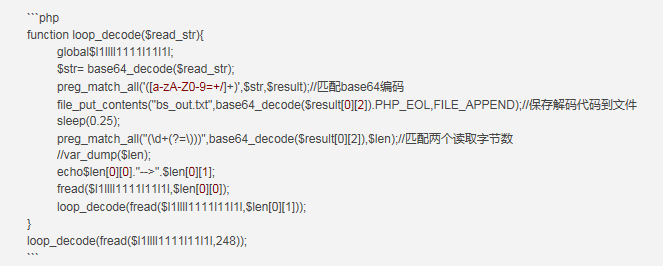 ```php
function loop_decode($read_str){
global$l1llll1111l11l1l;
$str= base64_decode($read_str);
preg_match_all('([a-zA-Z0-9=+/]+)',$str,$result);//匹配base64编码
file_put_contents("bs_out.txt",base64_decode($result[0][2]).PHP_EOL,FILE_APPEND);//保存解码代码到文件
sleep(0.25);
preg_match_all("(\d+(?=\)))",base64_decode($result[0][2]),$len);//匹配两个读取字节数
//var_dump($len);
echo$len[0][0]."-->".$len[0][1];
fread($l1llll1111l11l1l,$len[0][0]);
loop_decode(fread($l1llll1111l11l1l,$len[0][1]));
}
loop_decode(fread($l1llll1111l11l1l,248));
```